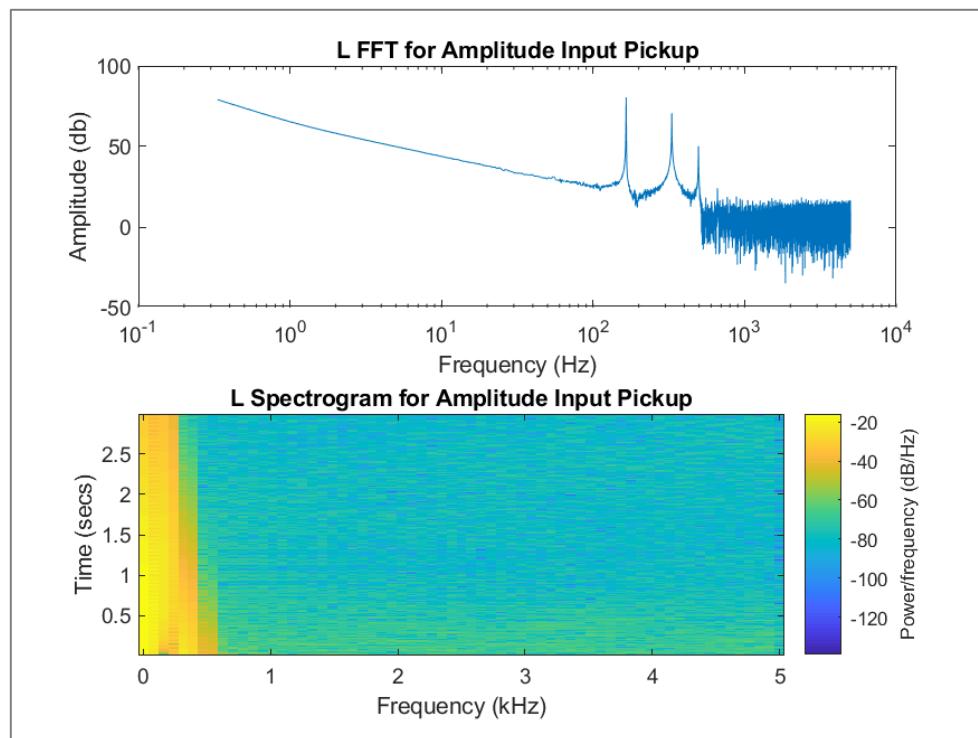 L FFT for Amplitude Input Pickup
100
50
0
-50
Amplitude (db)
10^-1 10^0 10^1 10^2 10^3 10^4
Frequency (Hz)
L Spectrogram for Amplitude Input Pickup
2.5
2
1.5
1
0.5
Time (secs)
0 1 2 3 4 5
Frequency (kHz)
-20
-40
-60
-80
-100
-120
Power/frequency (dB/Hz)